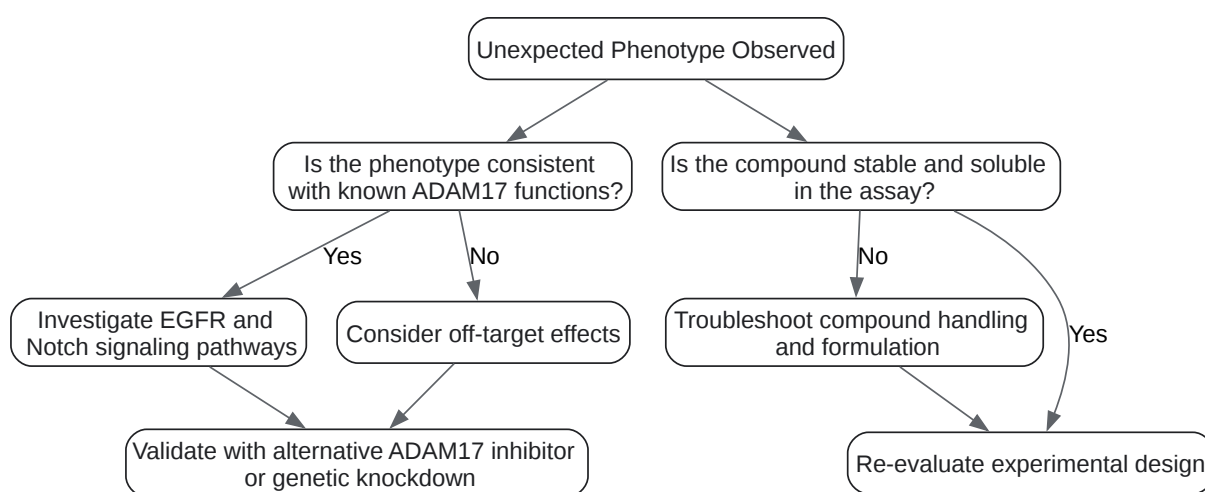 Unexpected Phenotype Observed
Is the phenotype consistent
with known ADAM17 functions?
Is the compound stable and soluble
in the assay?
Yes
No
No
Investigate EGFR and
Notch signaling pathways
Consider off-target effects
Troubleshoot compound handling
and formulation
Yes
Validate with alternative ADAM17 inhibitor
or genetic knockdown
Re-evaluate experimental design